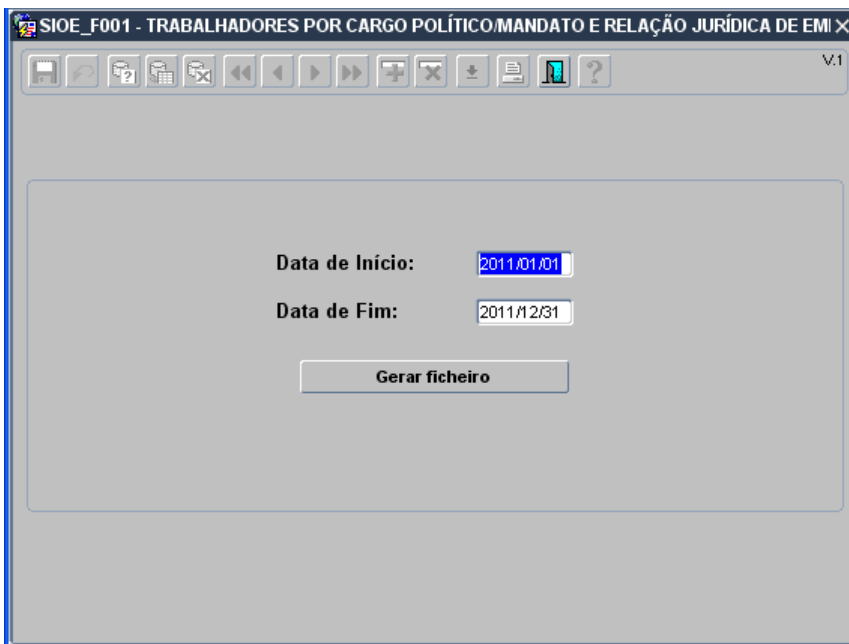 SIOE_F001 - TRABALHADORES POR CARGO POLÍTICO/MANDATO E RELAÇÃO JURÍDICA DE EMI
V.1
Data de Início: 2011/01/01
Data de Fim: 2011/12/31
Gerar ficheiro